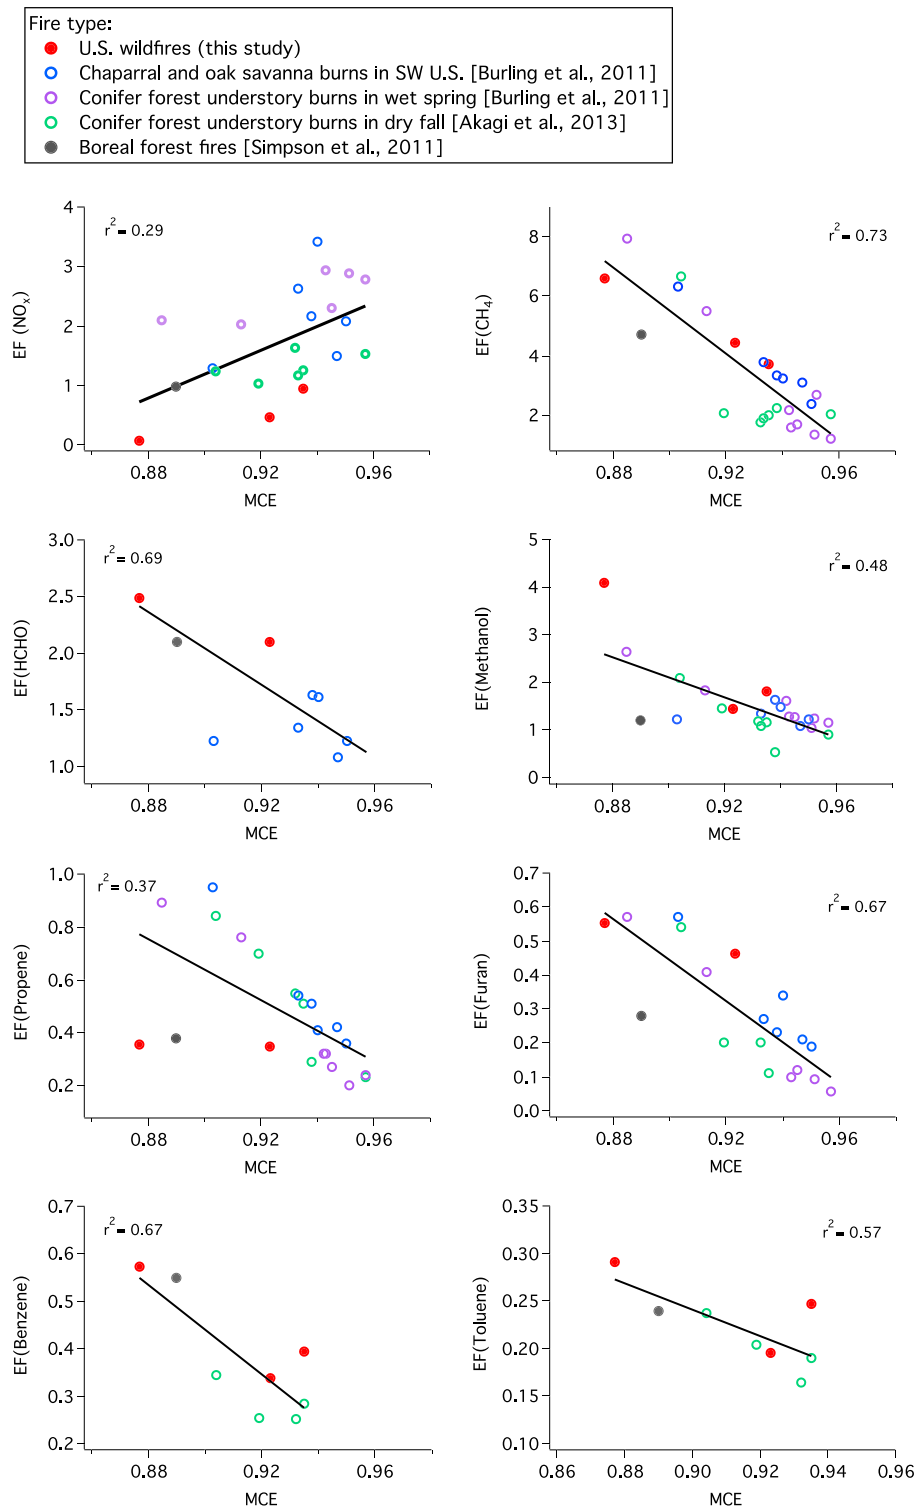 Fire type:
U.S. wildfires (this study)
Chaparral and oak savanna burns in SW U.S. [Burling et al., 2011]
Conifer forest understory burns in wet spring [Burling et al., 2011]
Conifer forest understory burns in dry fall [Akagi et al., 2013]
Boreal forest fires [Simpson et al., 2011]
EF (NOₓ)
4
3
2
1
0
r² = 0.29
0.88
0.92
0.96
MCE
EF(CH₄)
8
6
4
2
r² = 0.73
0.88
0.92
0.96
MCE
EF(HCHO)
3.0
2.5
2.0
1.5
1.0
r² = 0.69
0.88
0.92
0.96
MCE
EF(Methanol)
5
4
3
2
1
0
r² = 0.48
0.88
0.92
0.96
MCE
EF(Propene)
1.0
0.8
0.6
0.4
0.2
r² = 0.37
0.88
0.92
0.96
MCE
EF(Furan)
0.7
0.6
0.5
0.4
0.3
0.2
0.1
0.0
r² = 0.67
0.88
0.92
0.96
MCE
EF(Benzene)
0.7
0.6
0.5
0.4
0.3
0.2
r² = 0.67
0.88
0.92
0.96
MCE
EF(Toluene)
0.35
0.30
0.25
0.20
0.15
0.10
r² = 0.57
0.86
0.88
0.90
0.92
0.94
0.96
MCE